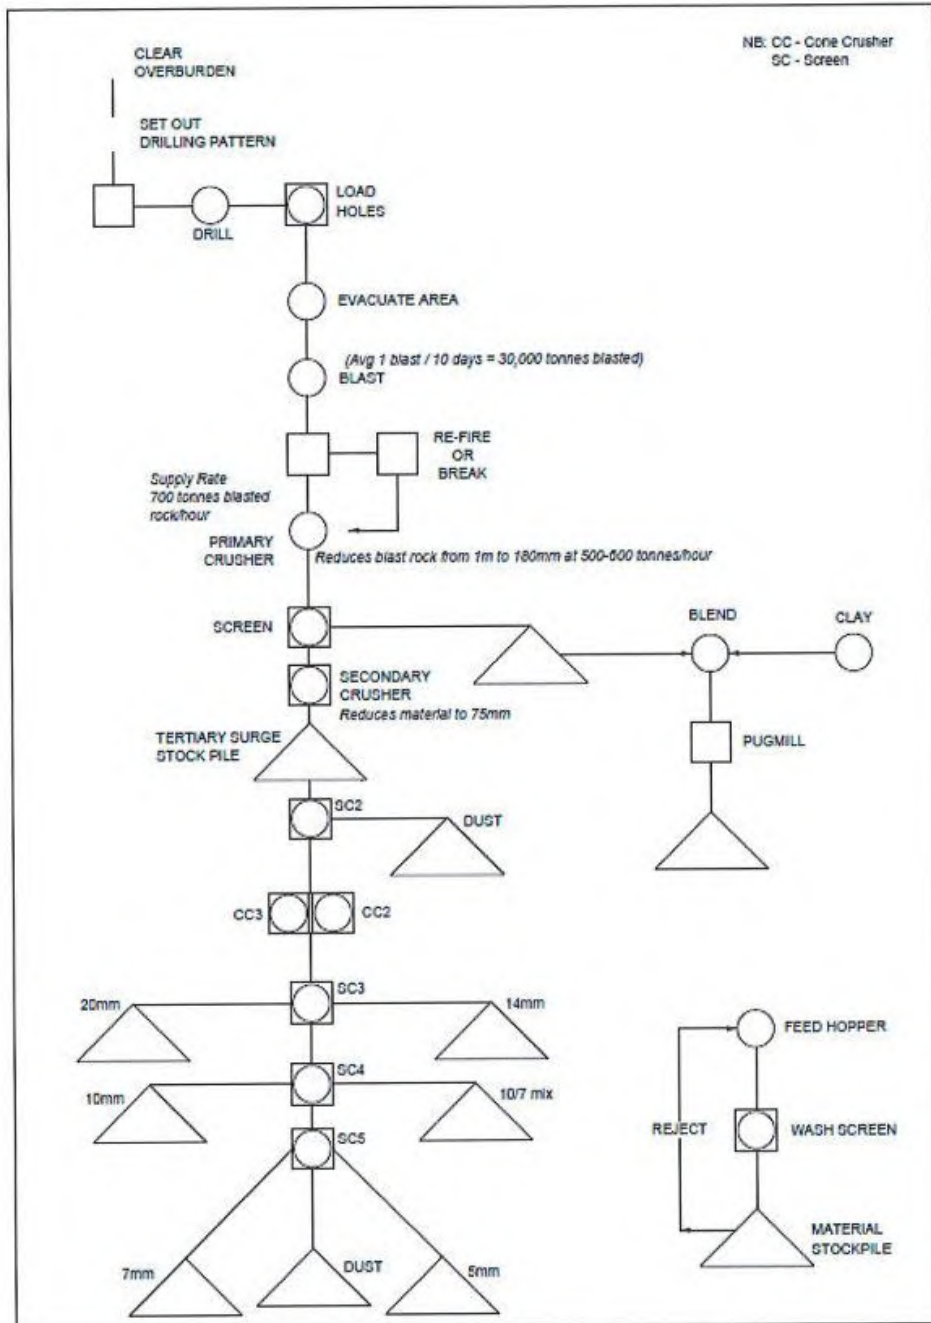 NB: CC - Cone Crusher
SC - Screen
CLEAR
OVERBURDEN
SET OUT
DRILLING PATTERN
LOAD
HOLES
DRILL
EVACUATE AREA
(Avg 1 blast / 10 days = 30,000 tonnes blasted)
BLAST
RE-FIRE
OR
BREAK
Supply Rate
700 tonnes blasted
rock/hour
PRIMARY
CRUSHER
Reduces blast rock from 1m to 180mm at 500-600 tonnes/hour
SCREEN
BLEND
CLAY
SECONDARY
CRUSHER
Reduces material to 75mm
TERTIARY SURGE
STOCK PILE
PUGMILL
SC2
DUST
CC3
CC2
SC3
20mm
14mm
SC4
10mm
10/7 mix
SC5
7mm
DUST
5mm
FEED HOPPER
REJECT
WASH SCREEN
MATERIAL
STOCKPILE